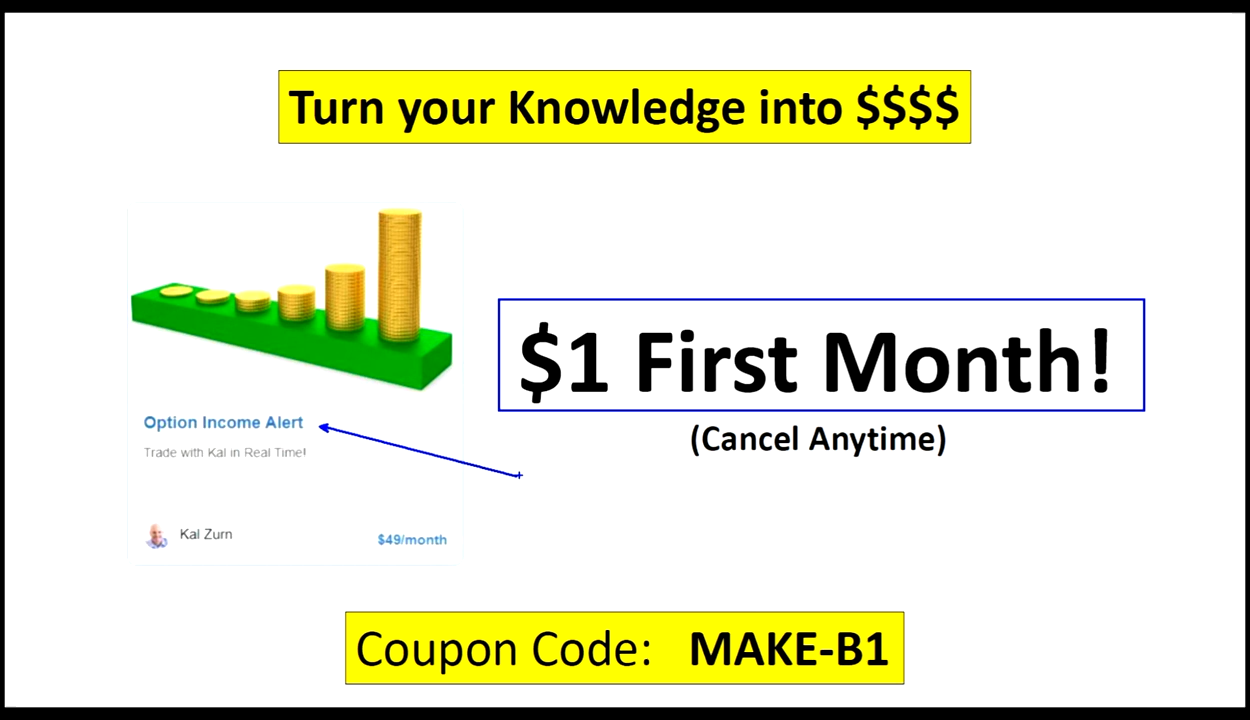 Turn your Knowledge into $$$$
$1 First Month!
(Cancel Anytime)
Option Income Alert
Trade with Kal in Real Time!
Kal Zurn
$49/month
Coupon Code: MAKE-B1